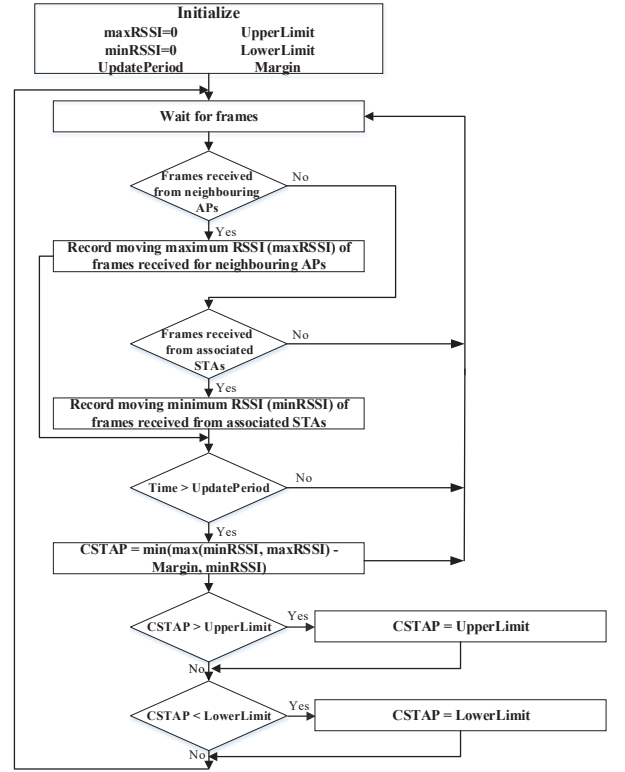 Initialize
maxRSSI=0 UpperLimit
minRSSI=0 LowerLimit
UpdatePeriod Margin
Wait for frames
Frames received
from neighbouring
APs
No
Yes
Record moving maximum RSSI (maxRSSI) of
frames received for neighbouring APs
Frames received
from associated
STAs
No
Yes
Record moving minimum RSSI (minRSSI) of
frames received from associated STAs
Time > UpdatePeriod
No
Yes
CSTAP = min(max(minRSSI, maxRSSI) -
Margin, minRSSI)
CSTAP > UpperLimit
Yes
CSTAP = UpperLimit
No
CSTAP < LowerLimit
Yes
CSTAP = LowerLimit
No